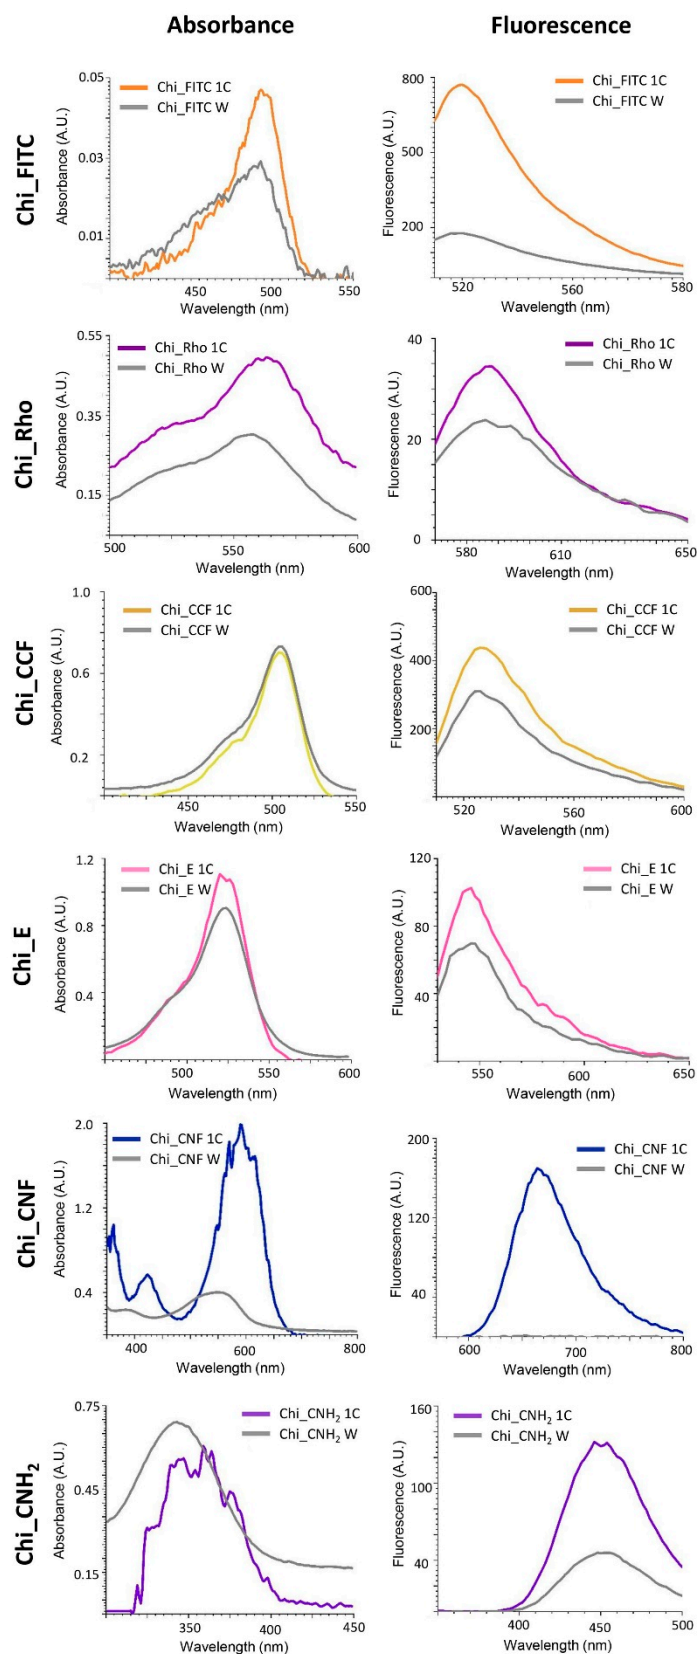 Absorbance Fluorescence
Chi_FITC
Absorbance (A.U.)
0.05
0.03
0.01
Chi_FITC 1C
Chi_FITC W
450 500 550
Wavelength (nm)
Fluorescence (A.U.)
800
500
200
Chi_FITC 1C
Chi_FITC W
520 560 580
Wavelength (nm)
Chi_Rho
Absorbance (A.U.)
0.55
0.35
0.15
Chi_Rho 1C
Chi_Rho W
500 550 600
Wavelength (nm)
Fluorescence (A.U.)
40
20
0
Chi_Rho 1C
Chi_Rho W
580 610 650
Wavelength (nm)
Chi_CCF
Absorbance (A.U.)
1.0
0.6
0.2
Chi_CCF 1C
Chi_CCF W
450 500 550
Wavelength (nm)
Fluorescence (A.U.)
600
400
200
Chi_CCF 1C
Chi_CCF W
520 560 600
Wavelength (nm)
Chi_E
Absorbance (A.U.)
1.2
0.8
0.4
Chi_E 1C
Chi_E W
500 550 600
Wavelength (nm)
Fluorescence (A.U.)
120
80
40
Chi_E 1C
Chi_E W
550 600 650
Wavelength (nm)
Chi_CNF
Absorbance (A.U.)
2.0
1.2
0.4
Chi_CNF 1C
Chi_CNF W
400 600 800
Wavelength (nm)
Fluorescence (A.U.)
200
120
40
Chi_CNF 1C
Chi_CNF W
600 700 800
Wavelength (nm)
Chi_CNH₂
Absorbance (A.U.)
0.75
0.45
0.15
Chi_CNH₂ 1C
Chi_CNH₂ W
350 400 450
Wavelength (nm)
Fluorescence (A.U.)
160
100
40
Chi_CNH₂ 1C
Chi_CNH₂ W
400 450 500
Wavelength (nm)